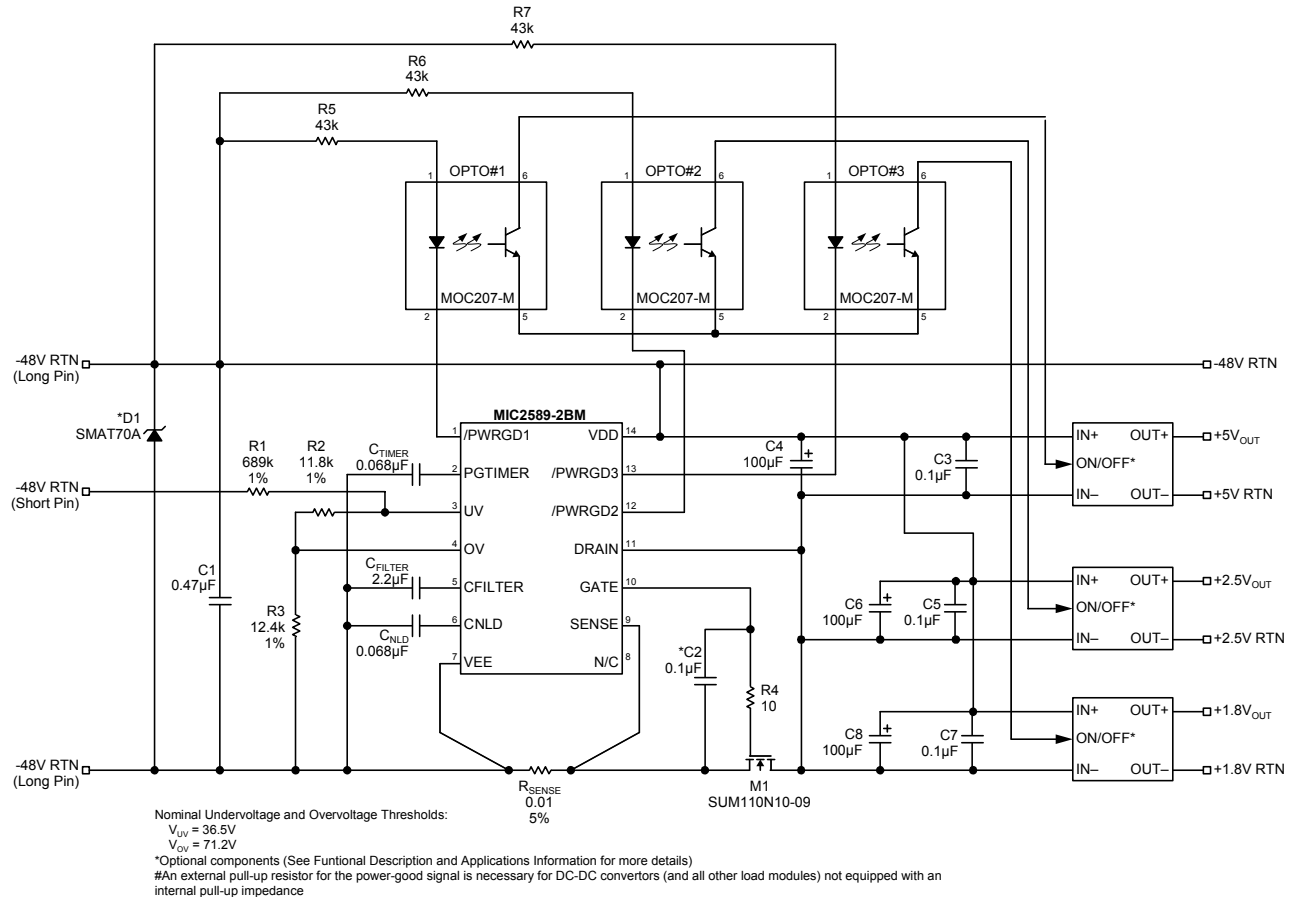 R7
43k
R6
43k
R5
43k
OPTO#1
OPTO#2
OPTO#3
1
6
1
6
1
6
MOC207-M
MOC207-M
MOC207-M
2
5
2
5
2
5
-48V RTN
(Long Pin)
-48V RTN
*D1
SMAT70A
MIC2589-2BM
1
/PWRGD1
VDD
14
R1
689k
1%
R2
11.8k
1%
CTIMER
0.068µF
2
PGTIMER
/PWRGD3
13
C4
100µF
+
C3
0.1µF
IN+
OUT+
+5VOUT
ON/OFF*
IN–
OUT–
+5V RTN
-48V RTN
(Short Pin)
3
UV
/PWRGD2
12
4
OV
DRAIN
11
C1
0.47µF
R3
12.4k
1%
CFILTER
2.2µF
5
CFILTER
GATE
10
CNLD
0.068µF
6
CNLD
SENSE
9
7
VEE
N/C
8
C6
100µF
+
C5
0.1µF
IN+
OUT+
+2.5VOUT
ON/OFF*
IN–
OUT–
+2.5V RTN
*C2
0.1µF
R4
10
C8
100µF
+
C7
0.1µF
IN+
OUT+
+1.8VOUT
ON/OFF*
IN–
OUT–
+1.8V RTN
-48V RTN
(Long Pin)
RSENSE
0.01
5%
M1
SUM110N10-09
Nominal Undervoltage and Overvoltage Thresholds:
VUV = 36.5V
VOV = 71.2V
*Optional components (See Funtional Description and Applications Information for more details)
#An external pull-up resistor for the power-good signal is necessary for DC-DC convertors (and all other load modules) not equipped with an
internal pull-up impedance